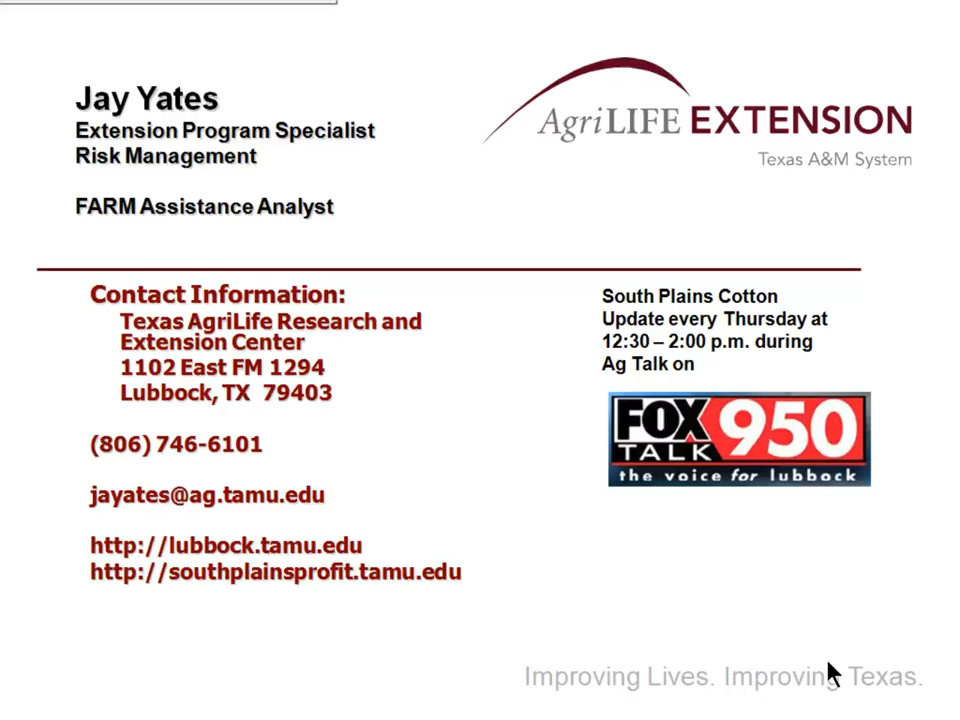 Jay Yates
Extension Program Specialist
Risk Management
FARM Assistance Analyst
AgriLIFE EXTENSION
Texas A&M System
Contact Information:
Texas AgriLife Research and
Extension Center
1102 East FM 1294
Lubbock, TX 79403
(806) 746-6101
jayates@ag.tamu.edu
http://lubbock.tamu.edu
http://southplainsprofit.tamu.edu
South Plains Cotton
Update every Thursday at
12:30 – 2:00 p.m. during
Ag Talk on
FOX 950
TALK
the voice for lubbock
Improving Lives. Improving Texas.